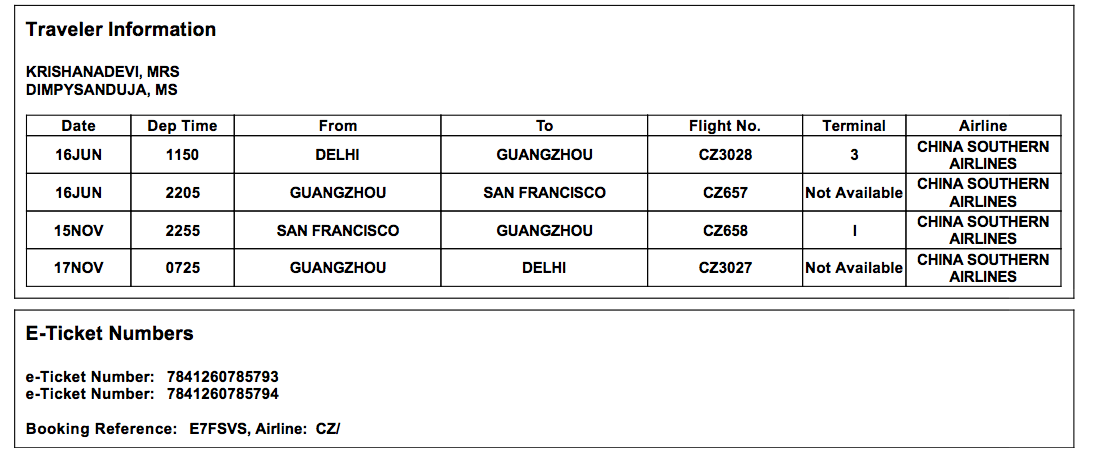 Traveler Information
KRISHANADEVI, MRS
DIMPYSANDUJA, MS
Date Dep Time From To Flight No. Terminal Airline
16JUN 1150 DELHI GUANGZHOU CZ3028 3 CHINA SOUTHERN AIRLINES
16JUN 2205 GUANGZHOU SAN FRANCISCO CZ657 Not Available CHINA SOUTHERN AIRLINES
15NOV 2255 SAN FRANCISCO GUANGZHOU CZ658 I CHINA SOUTHERN AIRLINES
17NOV 0725 GUANGZHOU DELHI CZ3027 Not Available CHINA SOUTHERN AIRLINES
E-Ticket Numbers
e-Ticket Number: 7841260785793
e-Ticket Number: 7841260785794
Booking Reference: E7FSVS, Airline: CZ/